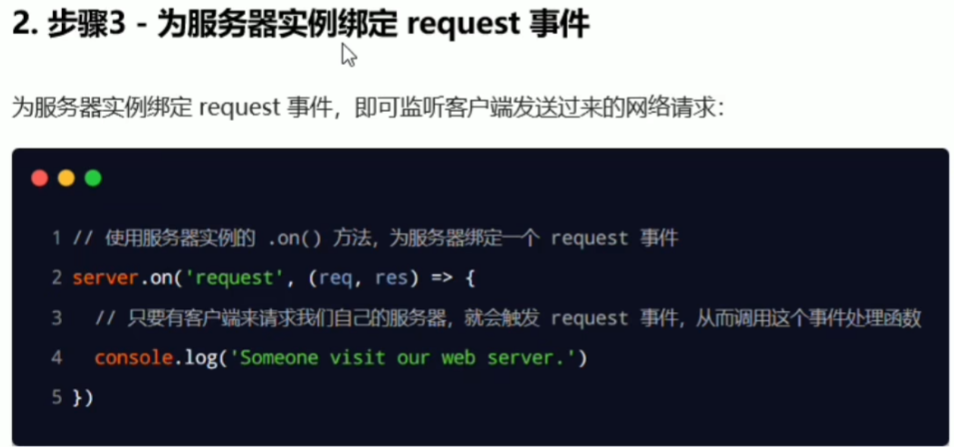 2. 步骤3 - 为服务器实例绑定 request 事件
为服务器实例绑定 request 事件，即可监听客户端发送过来的网络请：
1 // 使用服务器实例的 .on() 方法，为服务器绑定一个 request 事件
2 server.on('request', (req, res) => {
3 // 只要有客户端来请求我们自己的服务器，就会触发 request 事件，从而调用这个事件处理函数
4 console.log('Someone visit our web server.')
5 })